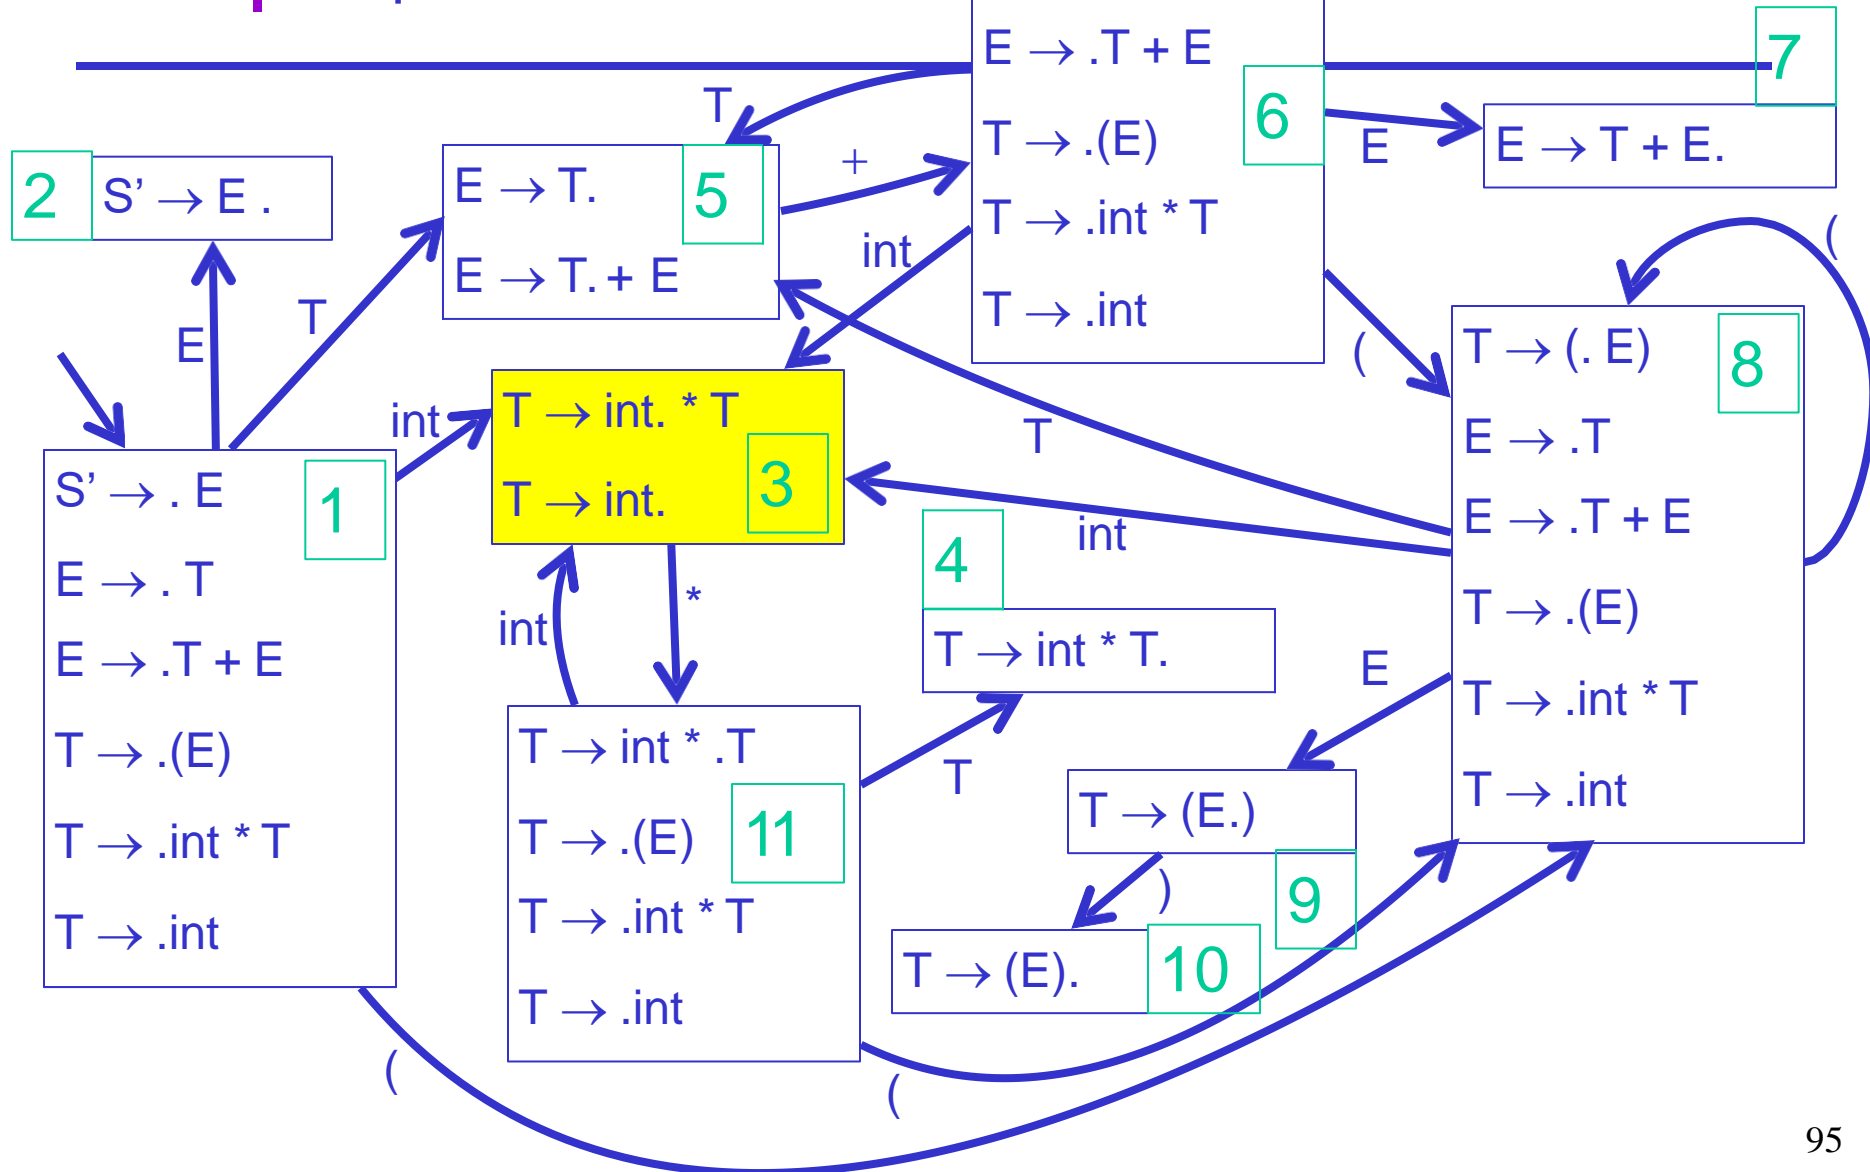 E → .T + E
T → .(E)
T → .int * T
T → .int
6
7
E → T + E.
E
T
+
int
(
2
S’ → E .
E → T.
E → T. + E
5
E
T
int
T → int. * T
T → int.
3
T
int
(
T → (. E)
E → .T
E → .T + E
T → .(E)
T → .int * T
T → .int
8
S’ → . E
E → . T
E → .T + E
T → .(E)
T → .int * T
T → .int
1
int
*
4
T → int * T.
T
E
T → int * .T
T → .(E)
T → .int * T
T → .int
11
T → (E.)
9
)
T → (E).
10
(
(
95